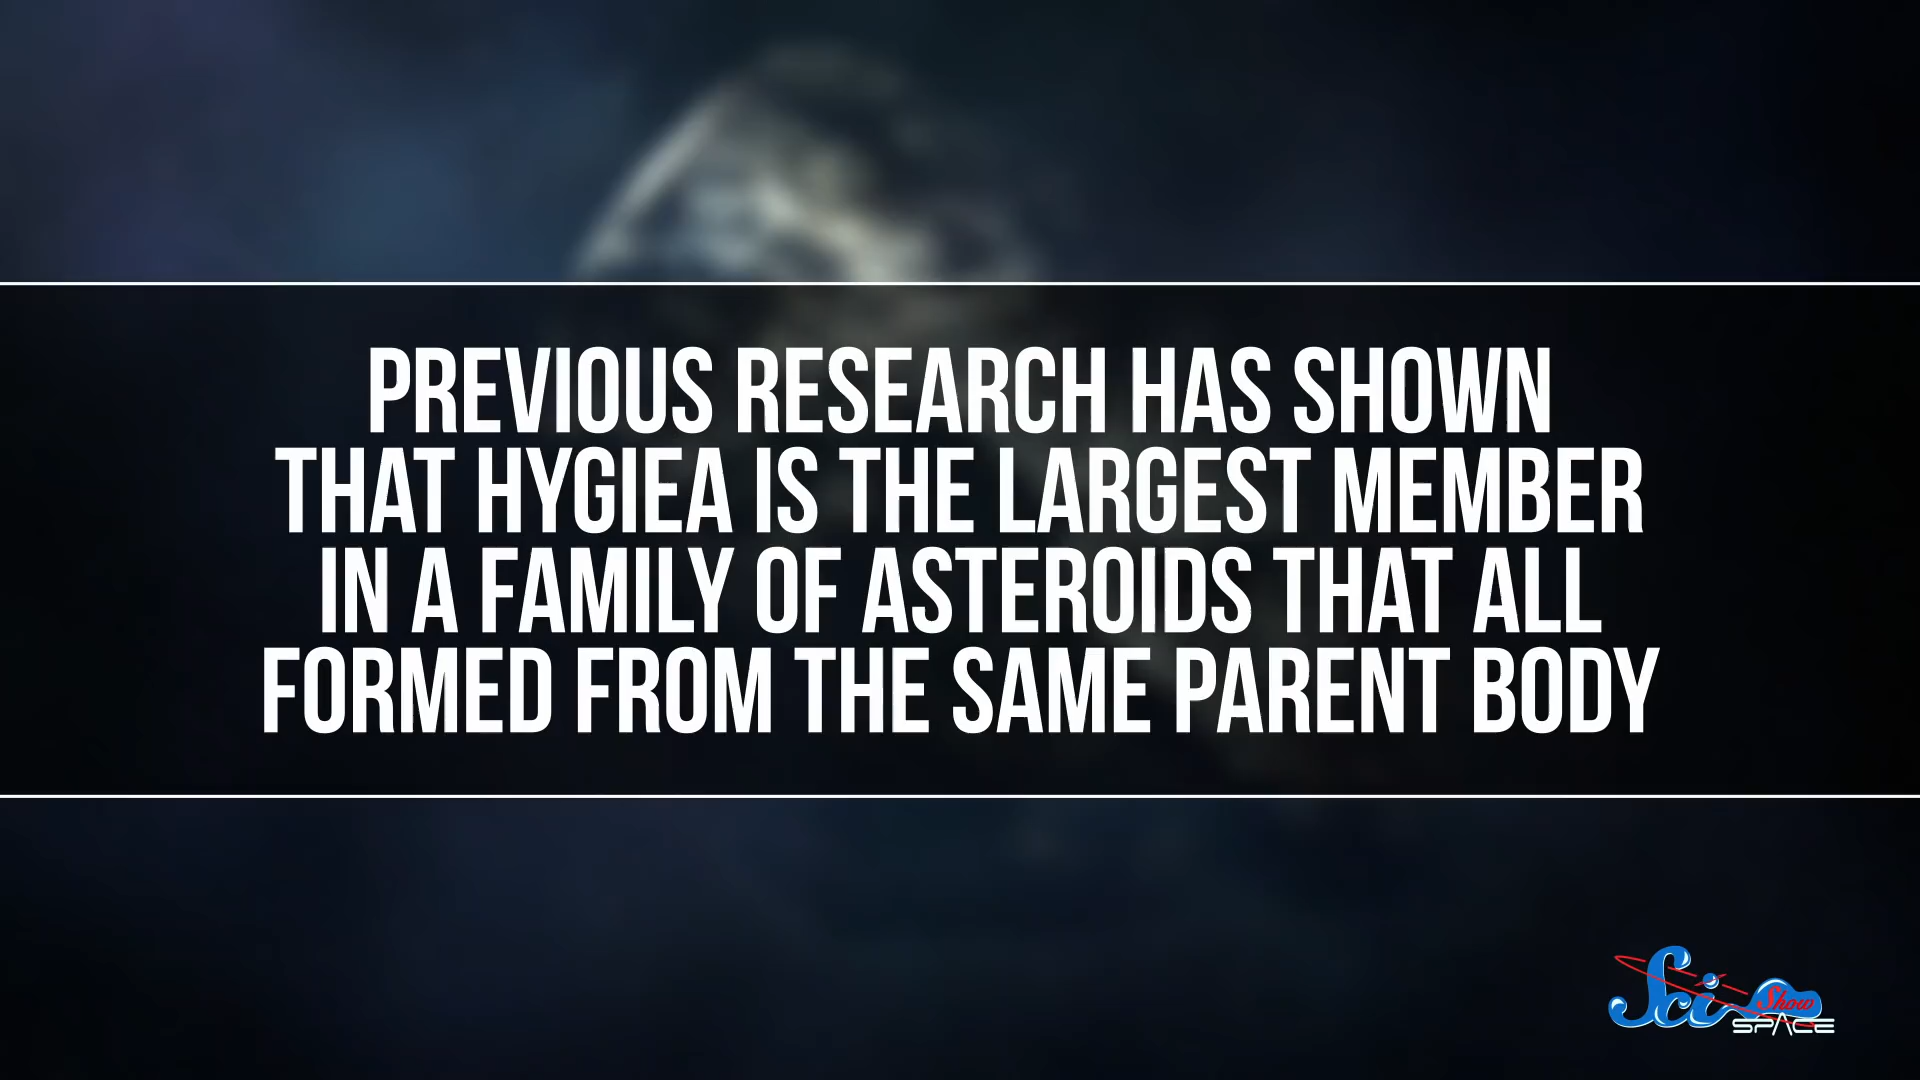 PREVIOUS RESEARCH HAS SHOWN
THAT HYGIEA IS THE LARGEST MEMBER
IN A FAMILY OF ASTEROIDS THAT ALL
FORMED FROM THE SAME PARENT BODY
Sci Show
SPACE